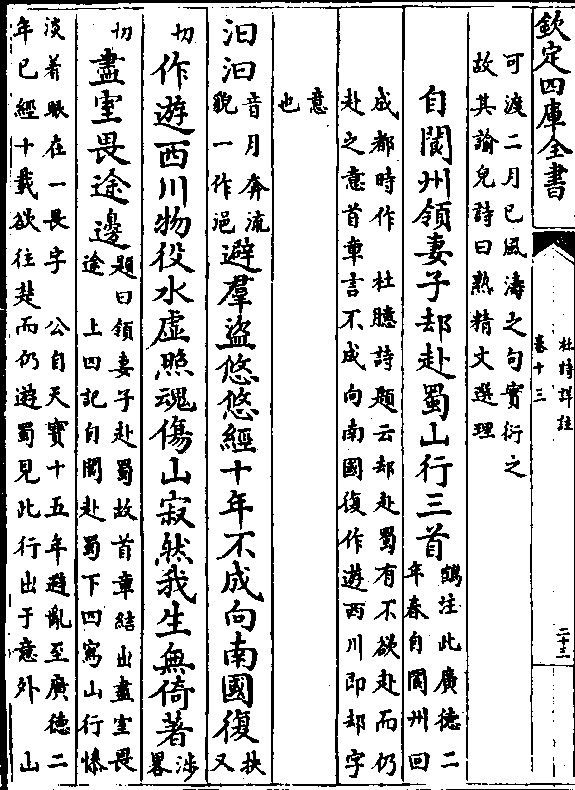 欽定四庫全書
杜詩詳註
卷十三
二十三
可渡二月已風濤之句實衍之
故其諭兒詩曰熟精文選理
自閬州領妻子却赴蜀山行三首
鶴注此廣德二
年春自閬州回
成都時作 杜臆詩題云却赴蜀有不欲赴而仍
赴之意首章言不成向南國復作遊西川即却字
意
也
汩汩
音月奔流
貌一作浥
避羣盜悠悠經十年不成向南國復
扶
又
切
作遊西川物役水虚照魂傷山寂然我生無倚著
涉
畧
切
盡室畏途邊
題曰領妻子赴蜀故首章結出盡室畏
途 上四記自閬赴蜀下四寫山行愫
淡着眼在一畏字 公自天寶十五年避亂至廣德二
年已經十載欲往楚而仍遊蜀見此行出于意外 山